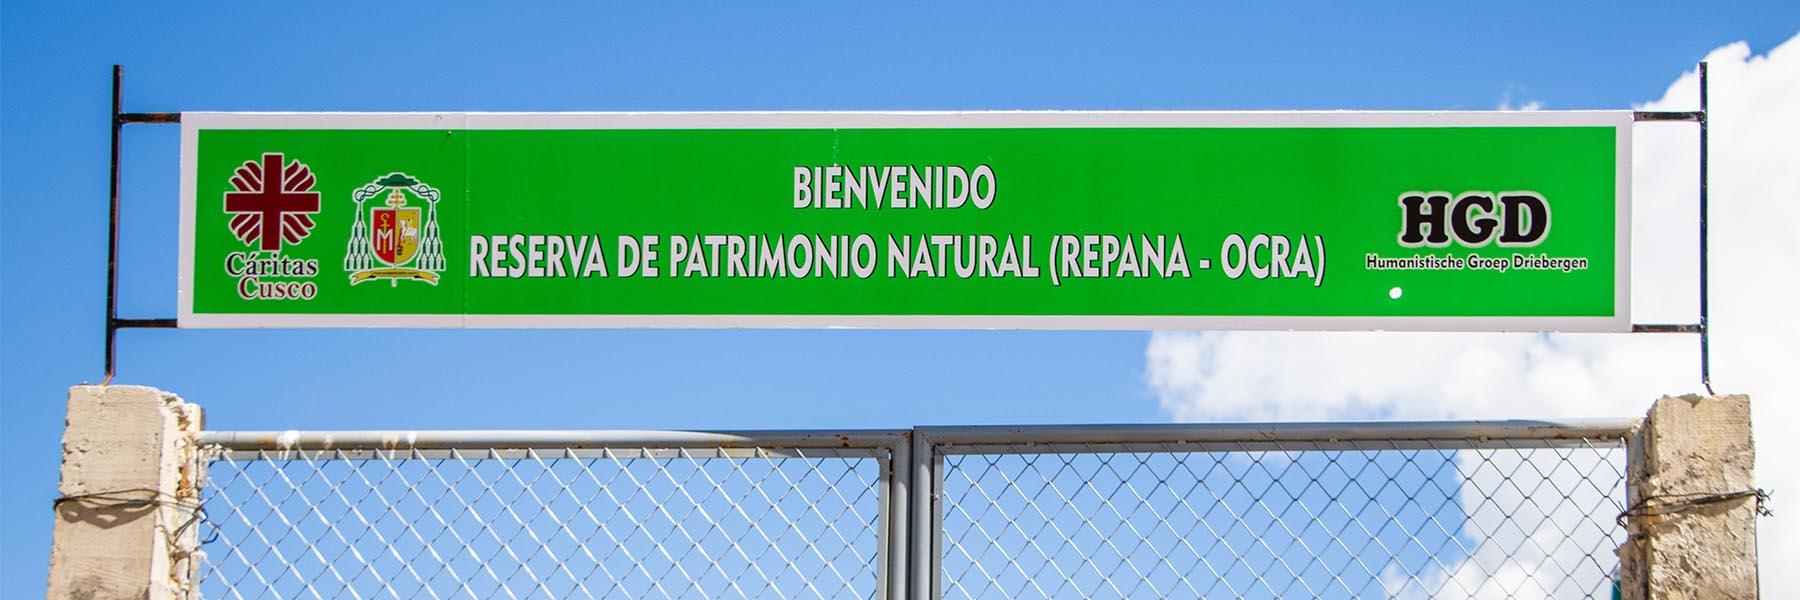 BIENVENIDO
RESERVA DE PATRIMONIO NATURAL (REPANA - OCRA)
Cáritas
Cusco
HGD
Humanistische Groep Driebergen